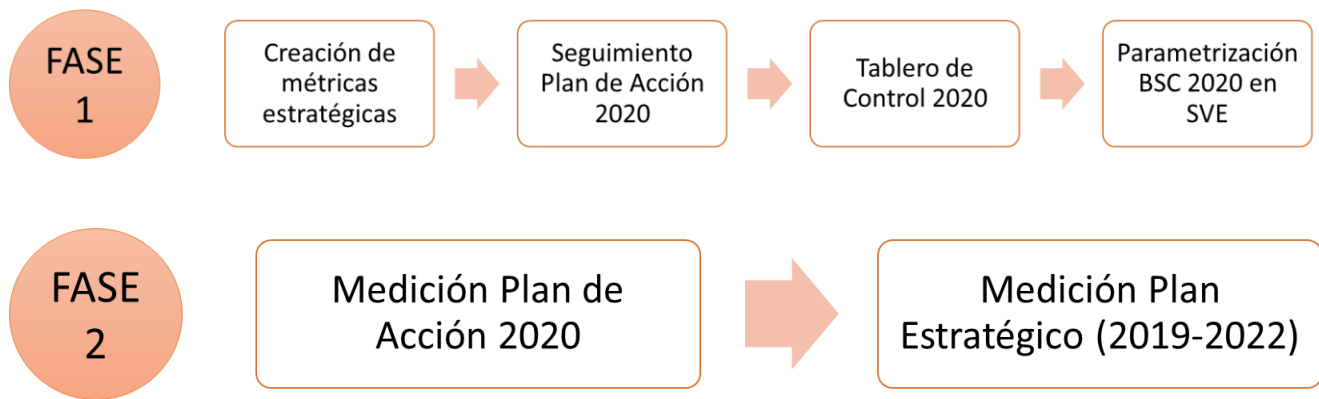 FASE
1
Creación de
métricas
estratégicas
Seguimiento
Plan de Acción
2020
Tablero de
Control 2020
Parametrización
BSC 2020 en
SVE
FASE
2
Medición Plan de
Acción 2020
Medición Plan
Estratégico (2019-2022)